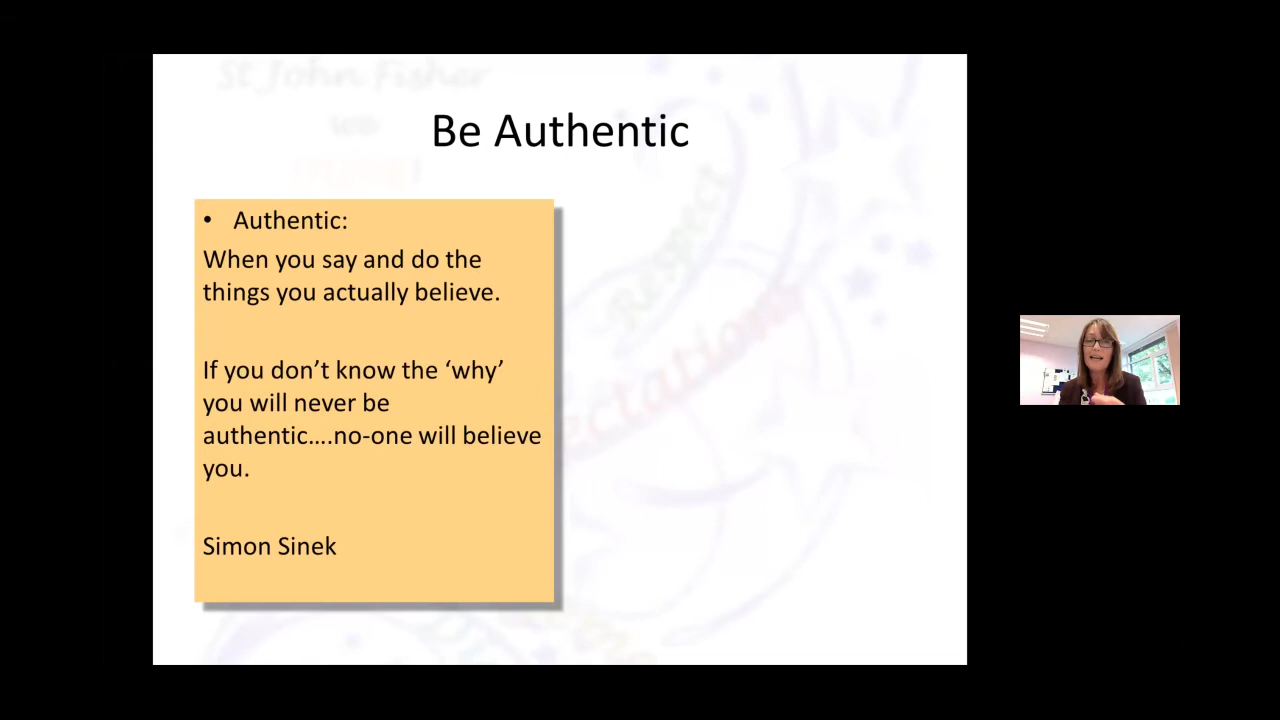 St John Fisher
Be Authentic
• Authentic:
When you say and do the
things you actually believe.
If you don’t know the ‘why’
you will never be
authentic….no-one will believe
you.
Simon Sinek
Respect